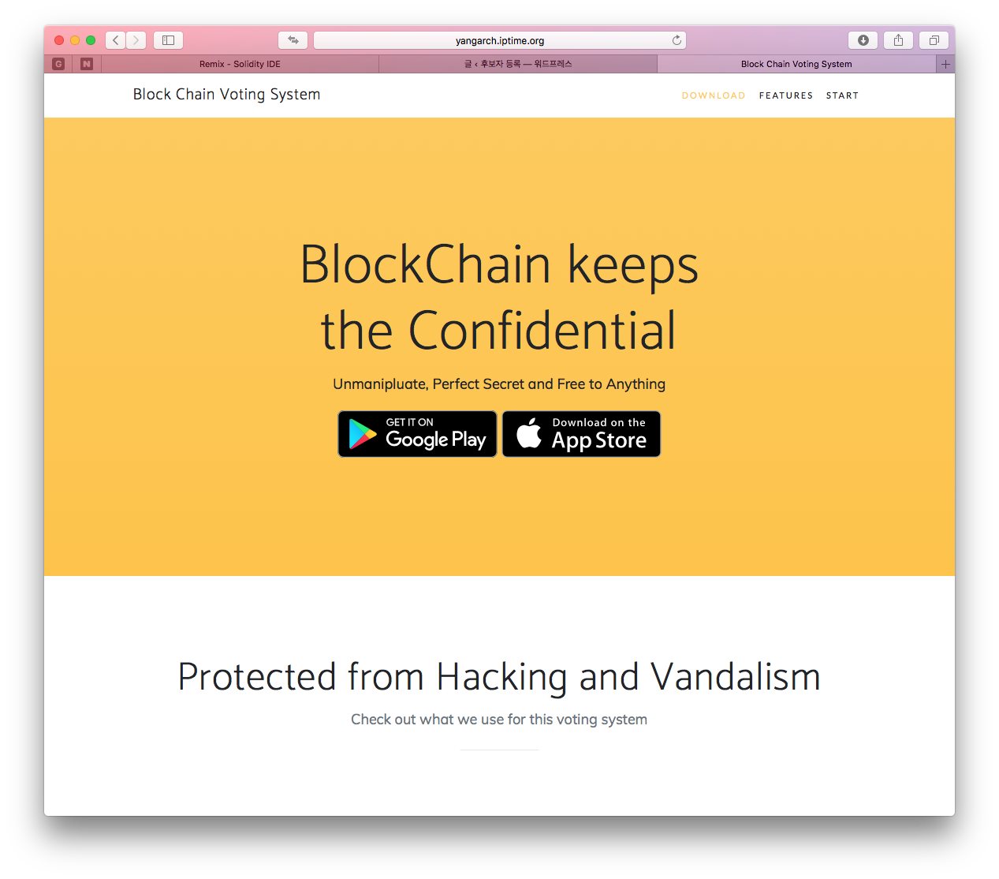 yangarch.iptime.org
G
N
Remix - Solidity IDE
글 ‹ 후보자 등록 — 워드프레스
Block Chain Voting System
Block Chain Voting System
DOWNLOAD
FEATURES
START
BlockChain keeps
the Confidential
Unmanipluate, Perfect Secret and Free to Anything
GET IT ON
Google Play
Download on the
App Store
Protected from Hacking and Vandalism
Check out what we use for this voting system